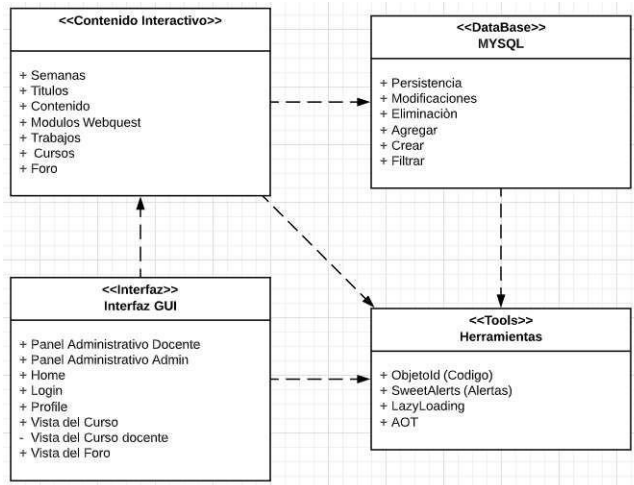 <<Contenido Interactivo>>
+ Semanas
+ Titulos
+ Contenido
+ Modulos Webquest
+ Trabajos
+ Cursos
+ Foro
<<DataBase>>
MYSQL
+ Persistencia
+ Modificaciones
+ Eliminaciòn
+ Agregar
+ Crear
+ Filtrar
<<Interfaz>>
Interfaz GUI
+ Panel Administrativo Docente
+ Panel Administrativo Admin
+ Home
+ Login
+ Profile
+ Vista del Curso
- Vista del Curso docente
+ Vista del Foro
<<Tools>>
Herramientas
+ ObjetoId (Codigo)
+ SweetAlerts (Alertas)
+ LazyLoading
+ AOT